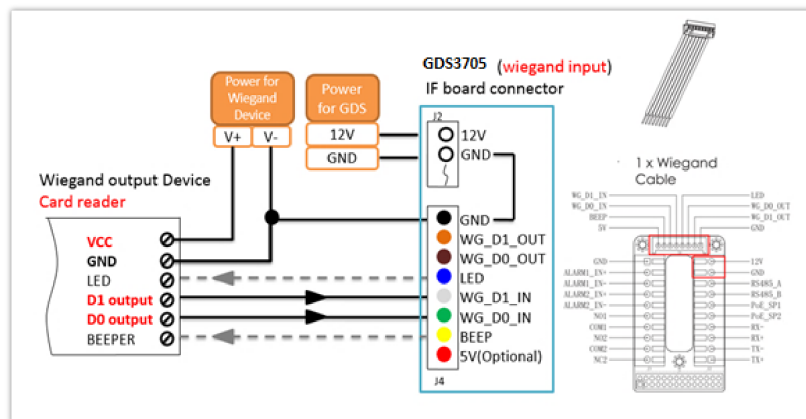 GDS3705 (wiegand input)
IF board connector
Power for
Wiegand
Device
V+ V-
Power
for GDS
12V
GND
J2
12V
GND
1 x Wiegand
Cable
Wiegand output Device
Card reader
VCC
GND
LED
D1 output
D0 output
BEEPER
GND
WG_D1_OUT
WG_D0_OUT
LED
WG_D1_IN
WG_D0_IN
BEEP
5V(Optional)
J4
WG_D1_IN
WG_D0_IN
BEEP
5V
LED
WG_D0_OUT
WG_D1_OUT
GND
GND
ALARM1_IN+
ALARM1_IN-
ALARM2_IN+
ALARM2_IN-
NO1
COM1
NO2
COM2
NC2
12V
GND
RS485_A
RS485_B
PoE_SP1
PoE_SP2
RX-
RX+
TX-
TX+